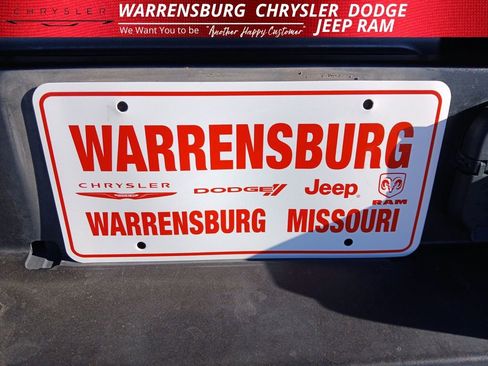 CHRYSLER
WARRENSBURG CHRYSLER DODGE
JEEP RAM
We Want You to be "Another Happy Customer"
WARRENSBURG
CHRYSLER DODGE Jeep RAM
WARRENSBURG MISSOURI